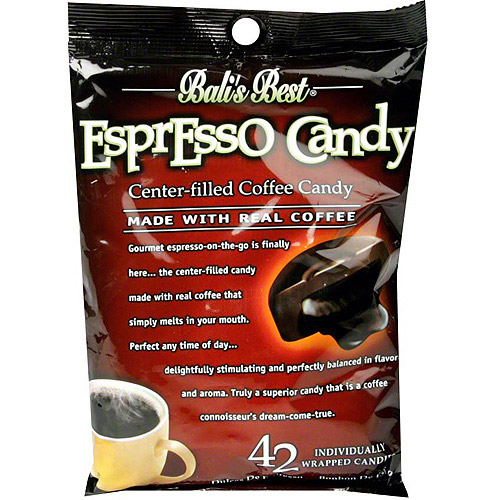 Bali's Best®
EsprEsso Candy
Center-filled Coffee Candy
MADE WITH REAL COFFEE
Gourmet espresso-on-the-go is finally
here... the center-filled candy
made with real coffee that
simply melts in your mouth.
Perfect any time of day...
delightfully stimulating and perfectly balanced in flavor
and aroma. Truly a superior candy that is a coffee
connoisseur's dream-come-true.
42 INDIVIDUALLY
WRAPPED